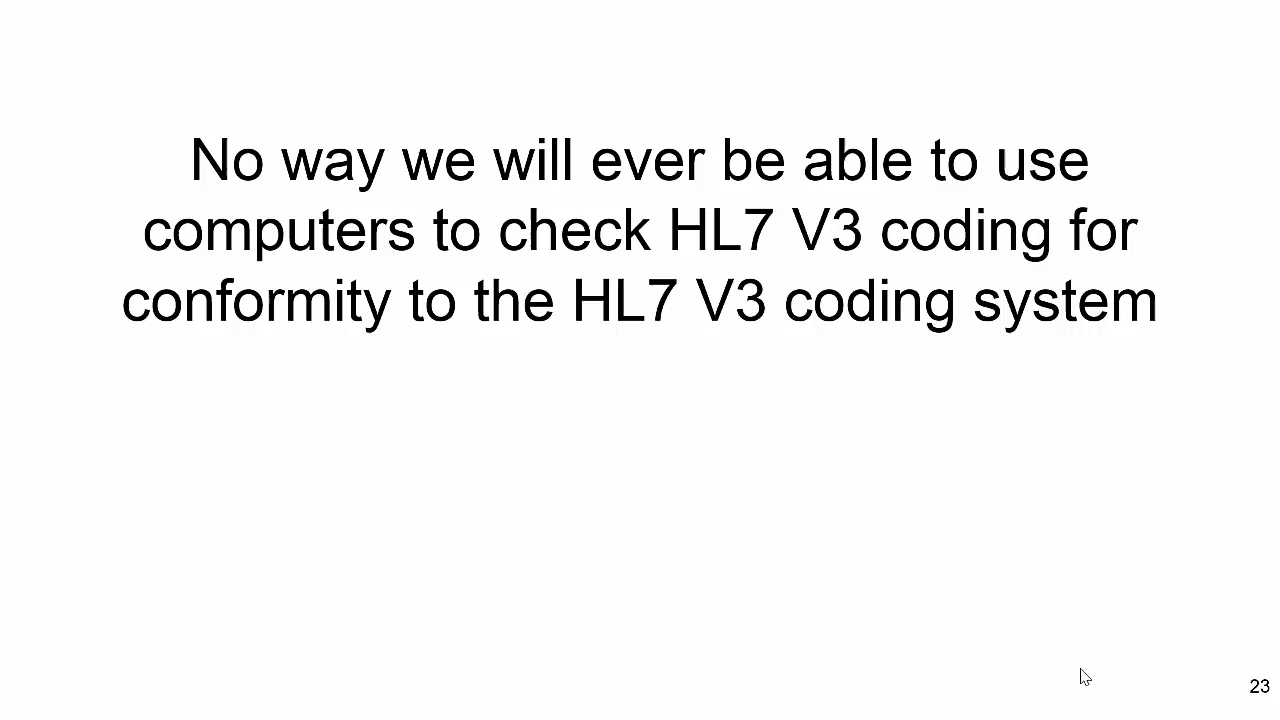 No way we will ever be able to use
computers to check HL7 V3 coding for
conformity to the HL7 V3 coding system
23